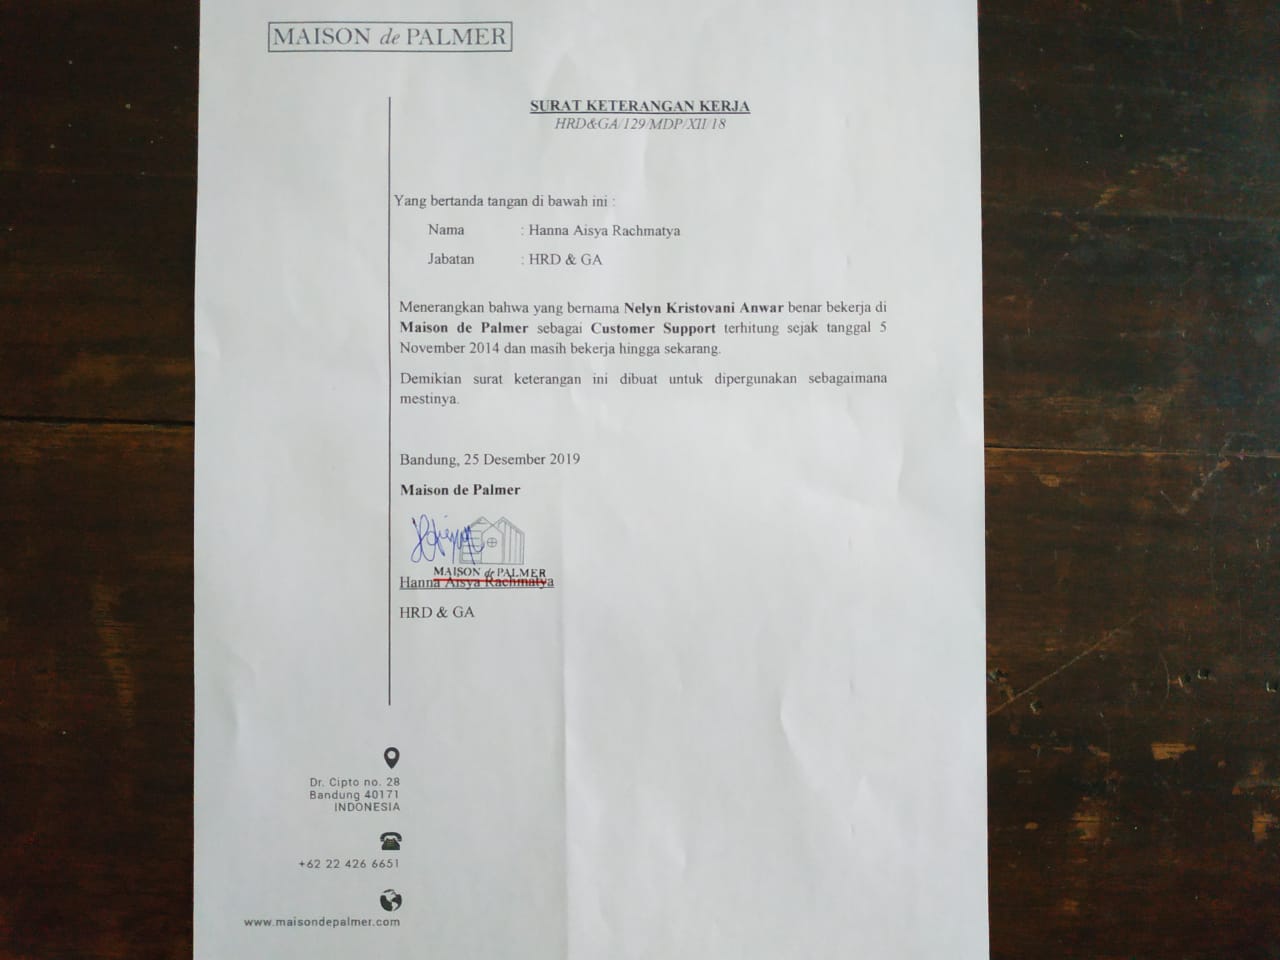 MAISON de PALMER
SURAT KETERANGAN KERJA
HRD&GA/129/MDP/XII/18
Yang bertanda tangan di bawah ini :
Nama : Hanna Aisya Rachmatya
Jabatan : HRD & GA
Menerangkan bahwa yang bernama Nelyn Kristovani Anwar benar bekerja di
Maison de Palmer sebagai Customer Support terhitung sejak tanggal 5
November 2014 dan masih bekerja hingga sekarang.
Demikian surat keterangan ini dibuat untuk dipergunakan sebagaimana
mestinya.
Bandung, 25 Desember 2019
Maison de Palmer
MAISON de PALMER
Hanna Aisya Rachmatya
HRD & GA
Dr. Cipto no. 28
Bandung 40171
INDONESIA
+62 22 426 6651
www.maisondepalmer.com